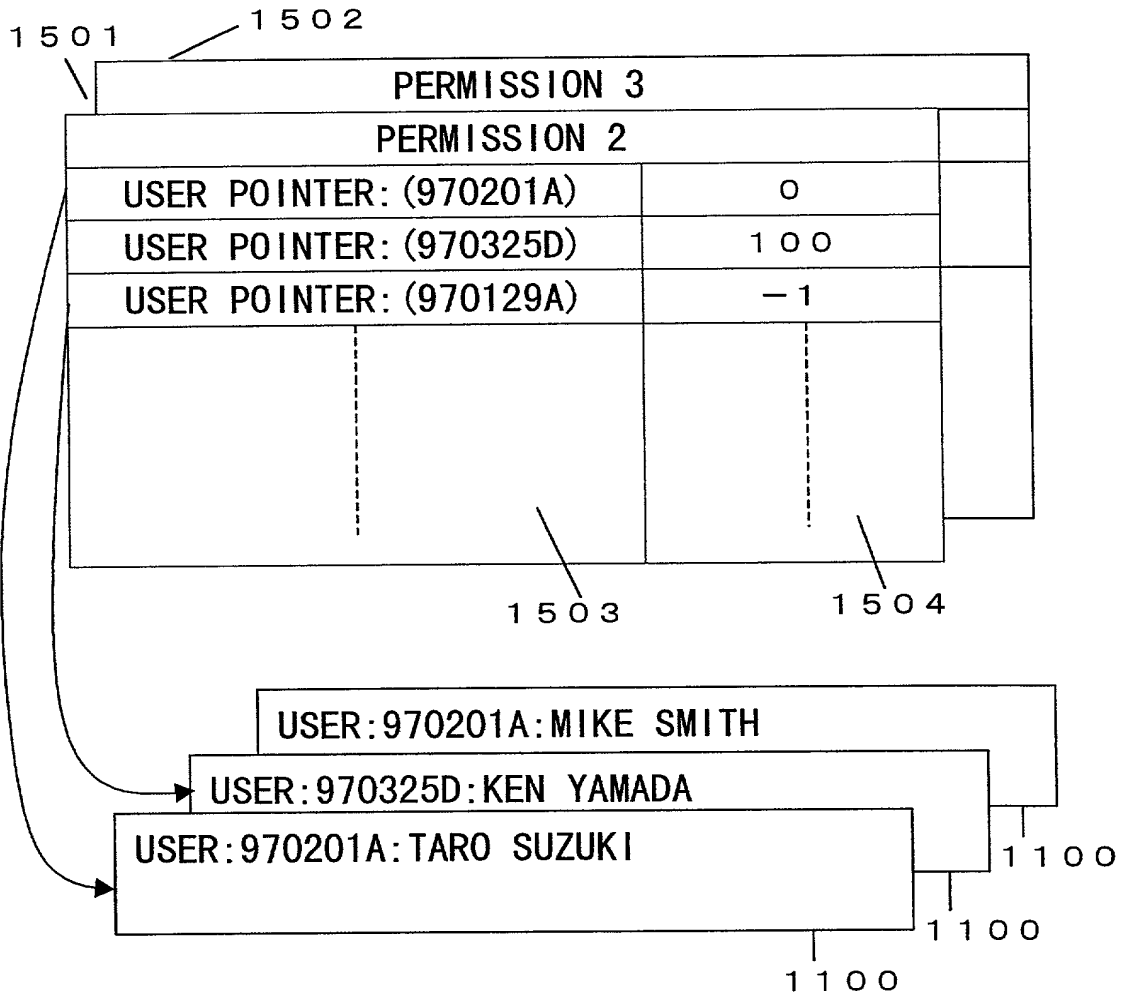 1502
1501
PERMISSION 3
PERMISSION 2
USER POINTER:(970201A) 0
USER POINTER:(970325D) 100
USER POINTER:(970129A) -1
1503
1504
USER:970201A:MIKE SMITH
USER:970325D:KEN YAMADA
USER:970201A:TARO SUZUKI
1100
1100
1100